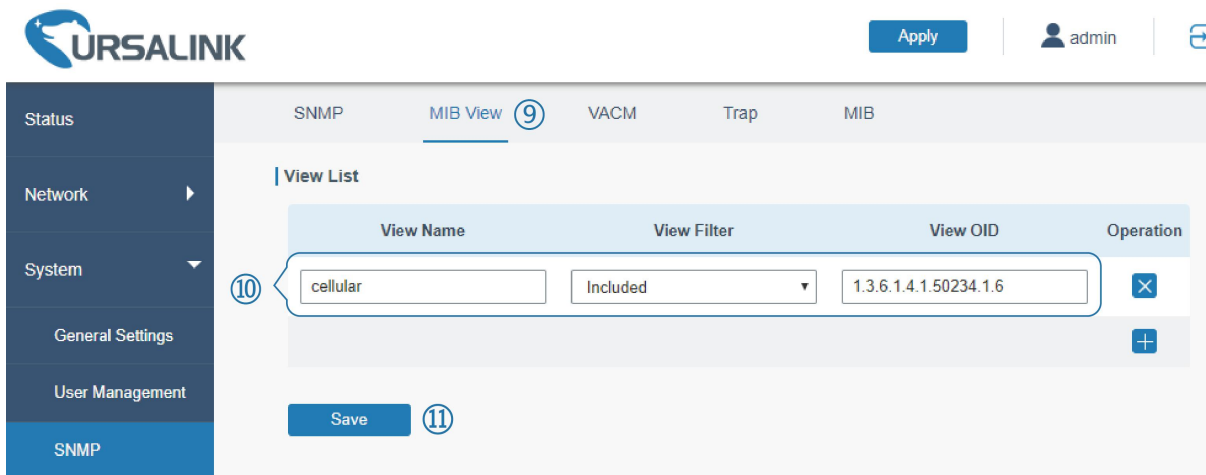 URSALINK
Apply
admin
Status
Network
System
General Settings
User Management
SNMP
SNMP MIB View ⑨ VACM Trap MIB
View List
View Name View Filter View OID Operation
⑩ cellular Included 1.3.6.1.4.1.50234.1.6
Save ⑪